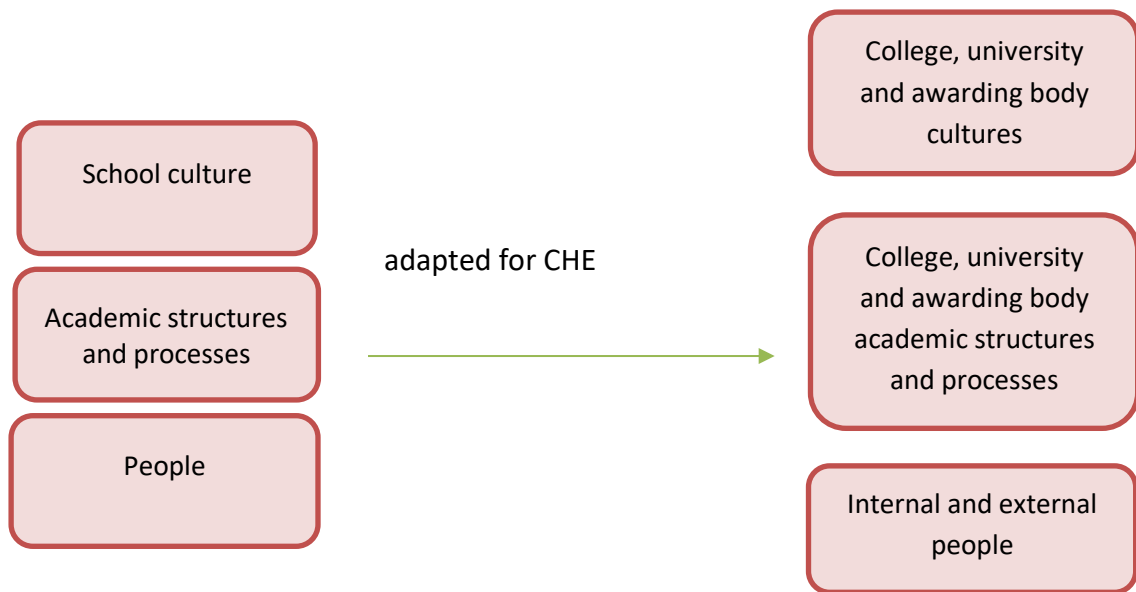 School culture
Academic structures
and processes
People
adapted for CHE
College, university
and awarding body
cultures
College, university
and awarding body
academic structures
and processes
Internal and external
people